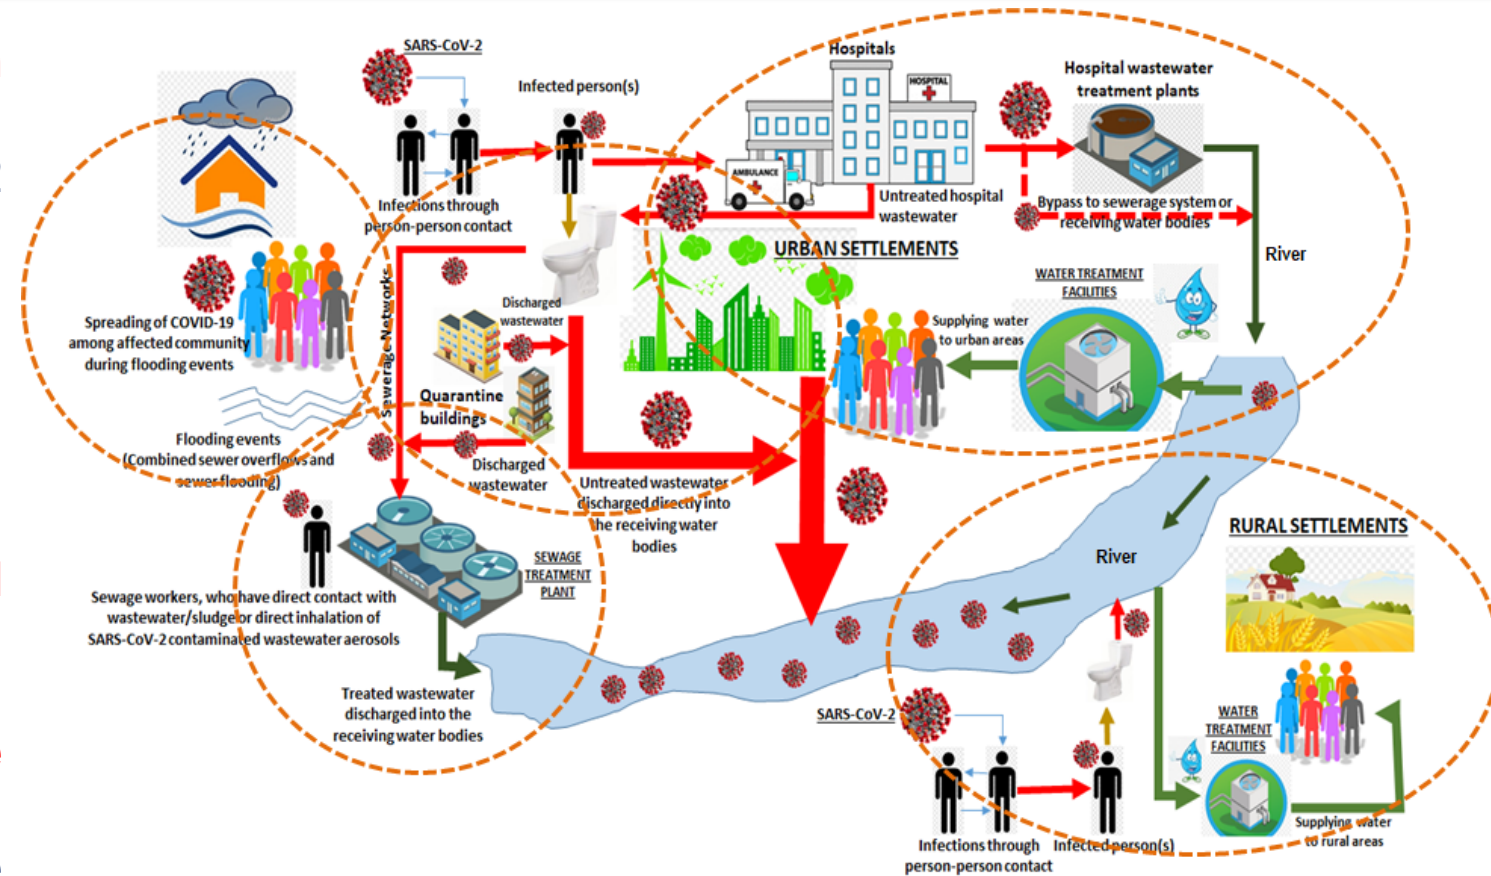 SARS-CoV-2
Infected person(s)
Infections through
person-person contact
Hospitals
HOSPITAL
AMBULANCE
Hospital wastewater
treatment plants
Untreated hospital
wastewater
Bypass to sewerage system or
receiving water bodies
River
URBAN SETTLEMENTS
WATER TREATMENT
FACILITIES
Supplying water
to urban areas
Spreading of COVID-19
among affected community
during flooding events
Flooding events
(Combined sewer overflows and
sewer flooding)
Sewerage Networks
Discharged
wastewater
Quarantine
buildings
Discharged
wastewater
Untreated wastewater
discharged directly into
the receiving water
bodies
SEWAGE
TREATMENT
PLANT
Sewage workers, who have direct contact with
wastewater/sludge or direct inhalation of
SARS-CoV-2 contaminated wastewater aerosols
Treated wastewater
discharged into the
receiving water bodies
River
RURAL SETTLEMENTS
SARS-CoV-2
Infections through
person-person contact
Infected person(s)
WATER
TREATMENT
FACILITIES
Supplying water
to rural areas